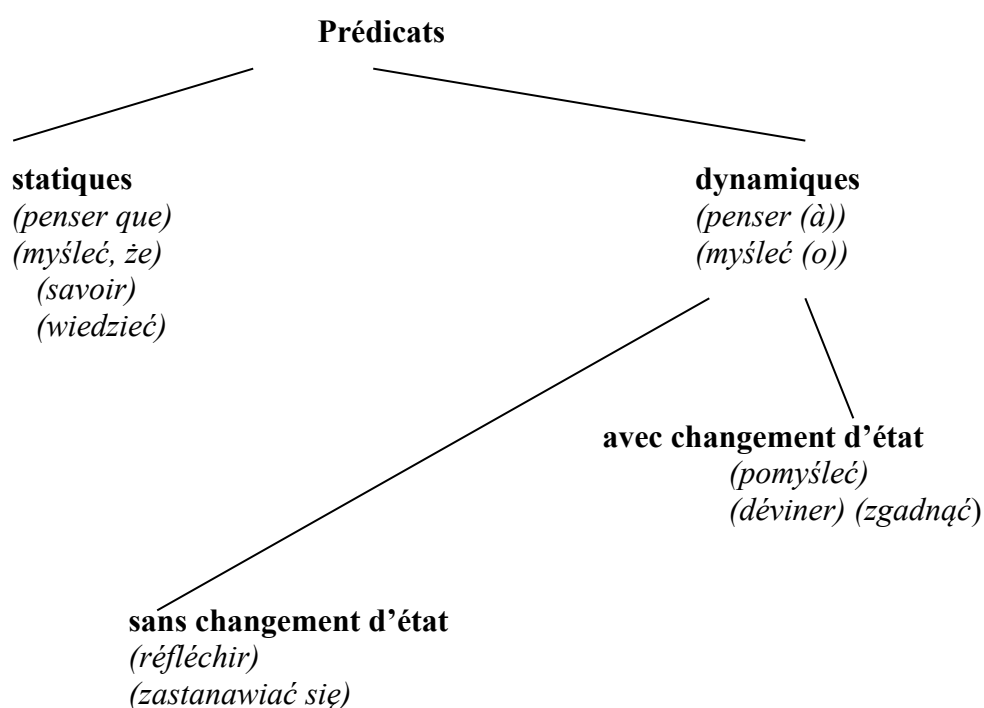 Prédicats
statiques
(penser que)
(myśleć, że)
(savoir)
(wiedzieć)
dynamiques
(penser (à))
(myśleć (o))
avec changement d’état
(pomyśleć)
(déviner) (zgadnąć)
sans changement d’état
(réfléchir)
(zastanawiać się)